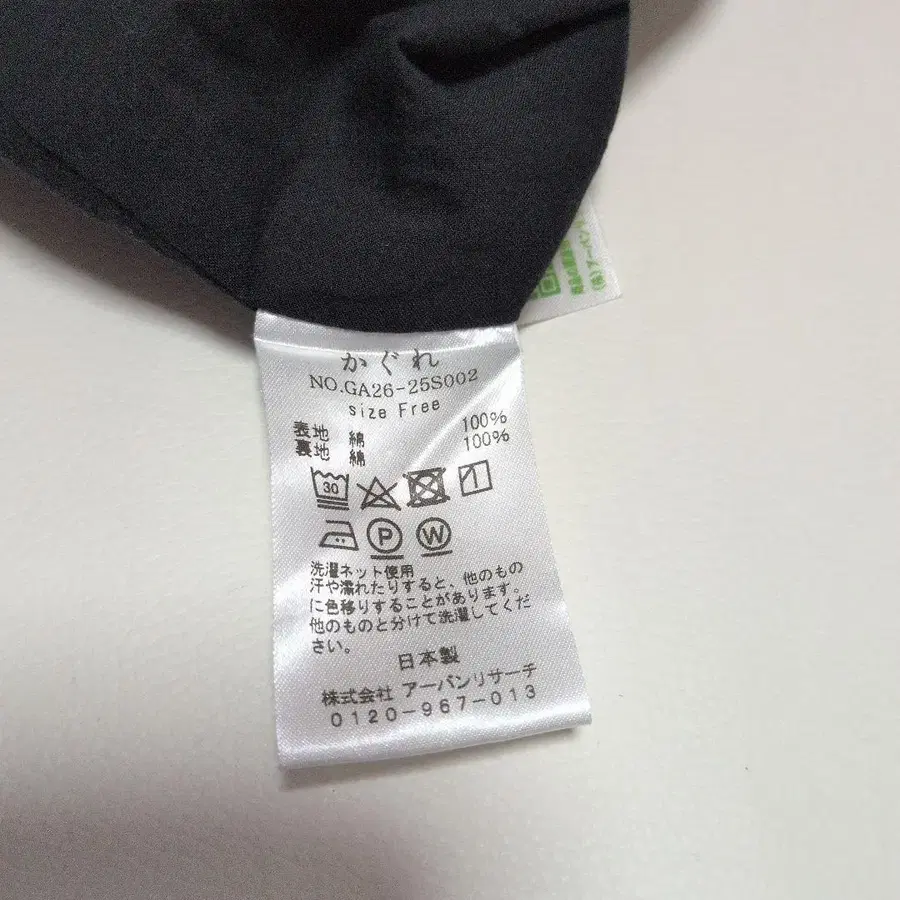 かぐれ
NO.GA26-25S002
size Free
表地 綿 100%
裏地 綿 100%
30
P W
洗濯ネット使用
汗や濡れたりすると、他のもの
に色移りすることがあります。
他のものと分けて洗濯してくだ
さい。
日本製
株式会社 アーバンリサーチ
0120-967-013